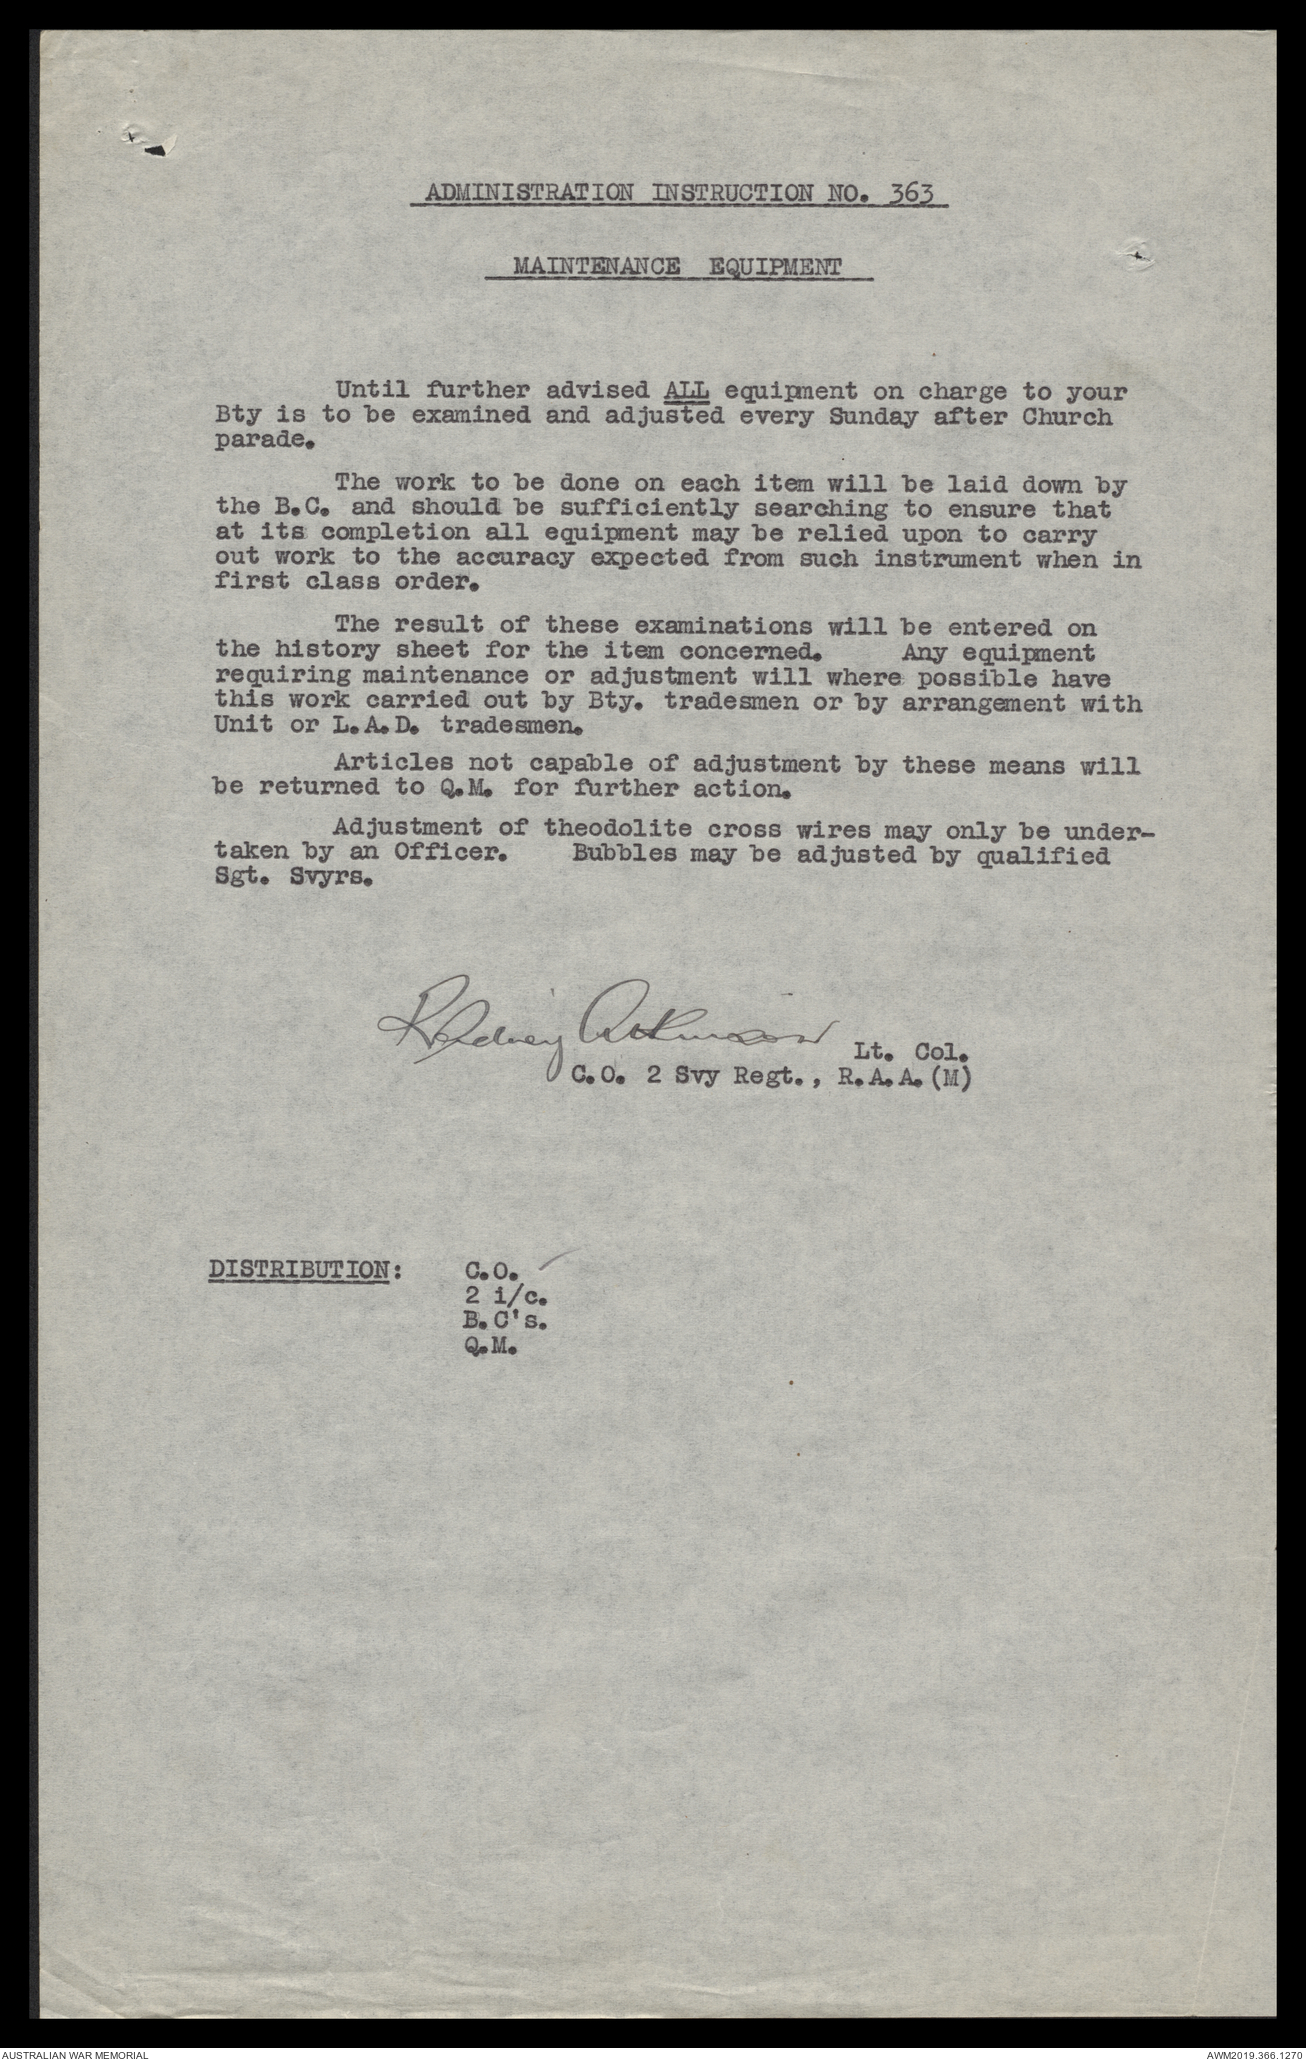 ADMINISTRATION INSTRUCTION NO. 363
MAINTENANCE EQUIPMENT
Until further advised ALL equipment on charge to your
Bty is to be examined and adjusted every Sunday after Church
parade.
The work to be done on each item will be laid down by
the B.C. and should be sufficiently searching to ensure that
at its completion all equipment may be relied upon to carry
out work to the accuracy expected from such instrument when in
first class order.
The result of these examinations will be entered on
the history sheet for the item concerned. Any equipment
requiring maintenance or adjustment will where possible have
this work carried out by Bty. tradesmen or by arrangement with
Unit or L.A.D. tradesmen.
Articles not capable of adjustment by these means will
be returned to Q.M. for further action.
Adjustment of theodolite cross wires may only be under-
taken by an Officer. Bubbles may be adjusted by qualified
Sgt. Svyrs.
Rodney Atkinson
Lt. Col.
C.O. 2 Svy Regt., R.A.A.(M)
DISTRIBUTION: C.O.
2 i/c.
B.C's.
Q.M.
AUSTRALIAN WAR MEMORIAL AWM2019.366.1270